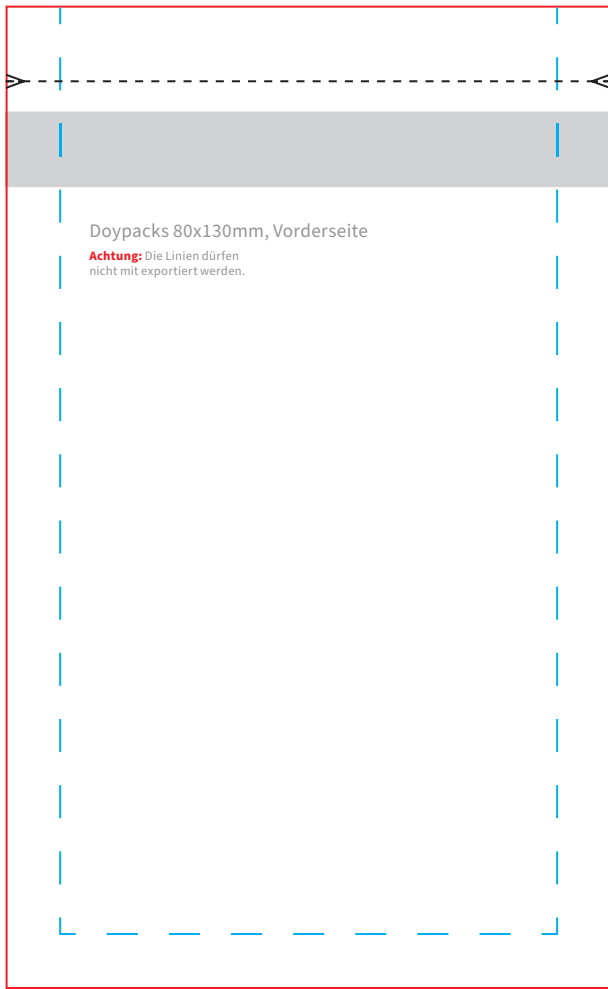 Doypacks 80x130mm, Vorderseite
Achtung: Die Linien dürfen
nicht mit exportiert werden.